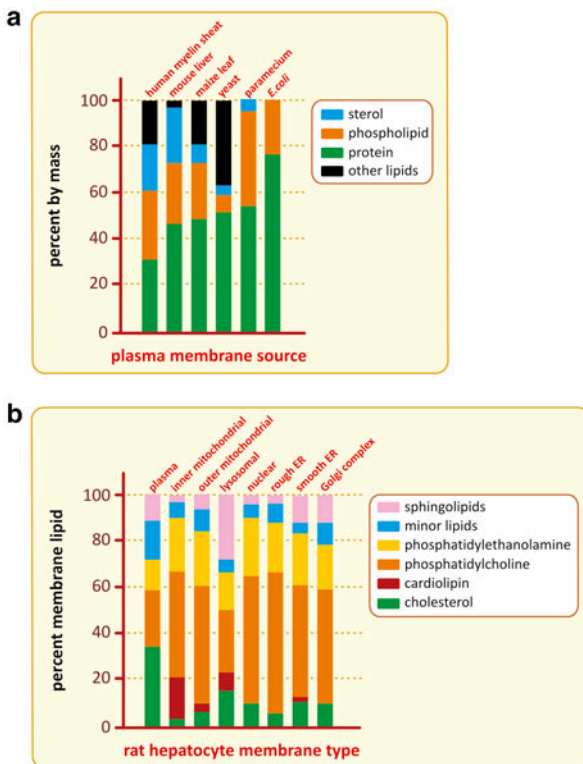 a
human myelin sheat
mouse liver
maize leaf
yeast
paramecium
E.coli
100
80
60
40
20
0
percent by mass
sterol
phospholipid
protein
other lipids
plasma membrane source
b
plasma
inner mitochondrial
outer mitochondrial
lysosomal
nuclear
rough ER
smooth ER
Golgi complex
100
80
60
40
20
0
percent membrane lipid
sphingolipids
minor lipids
phosphatidylethanolamine
phosphatidylcholine
cardiolipin
cholesterol
rat hepatocyte membrane type